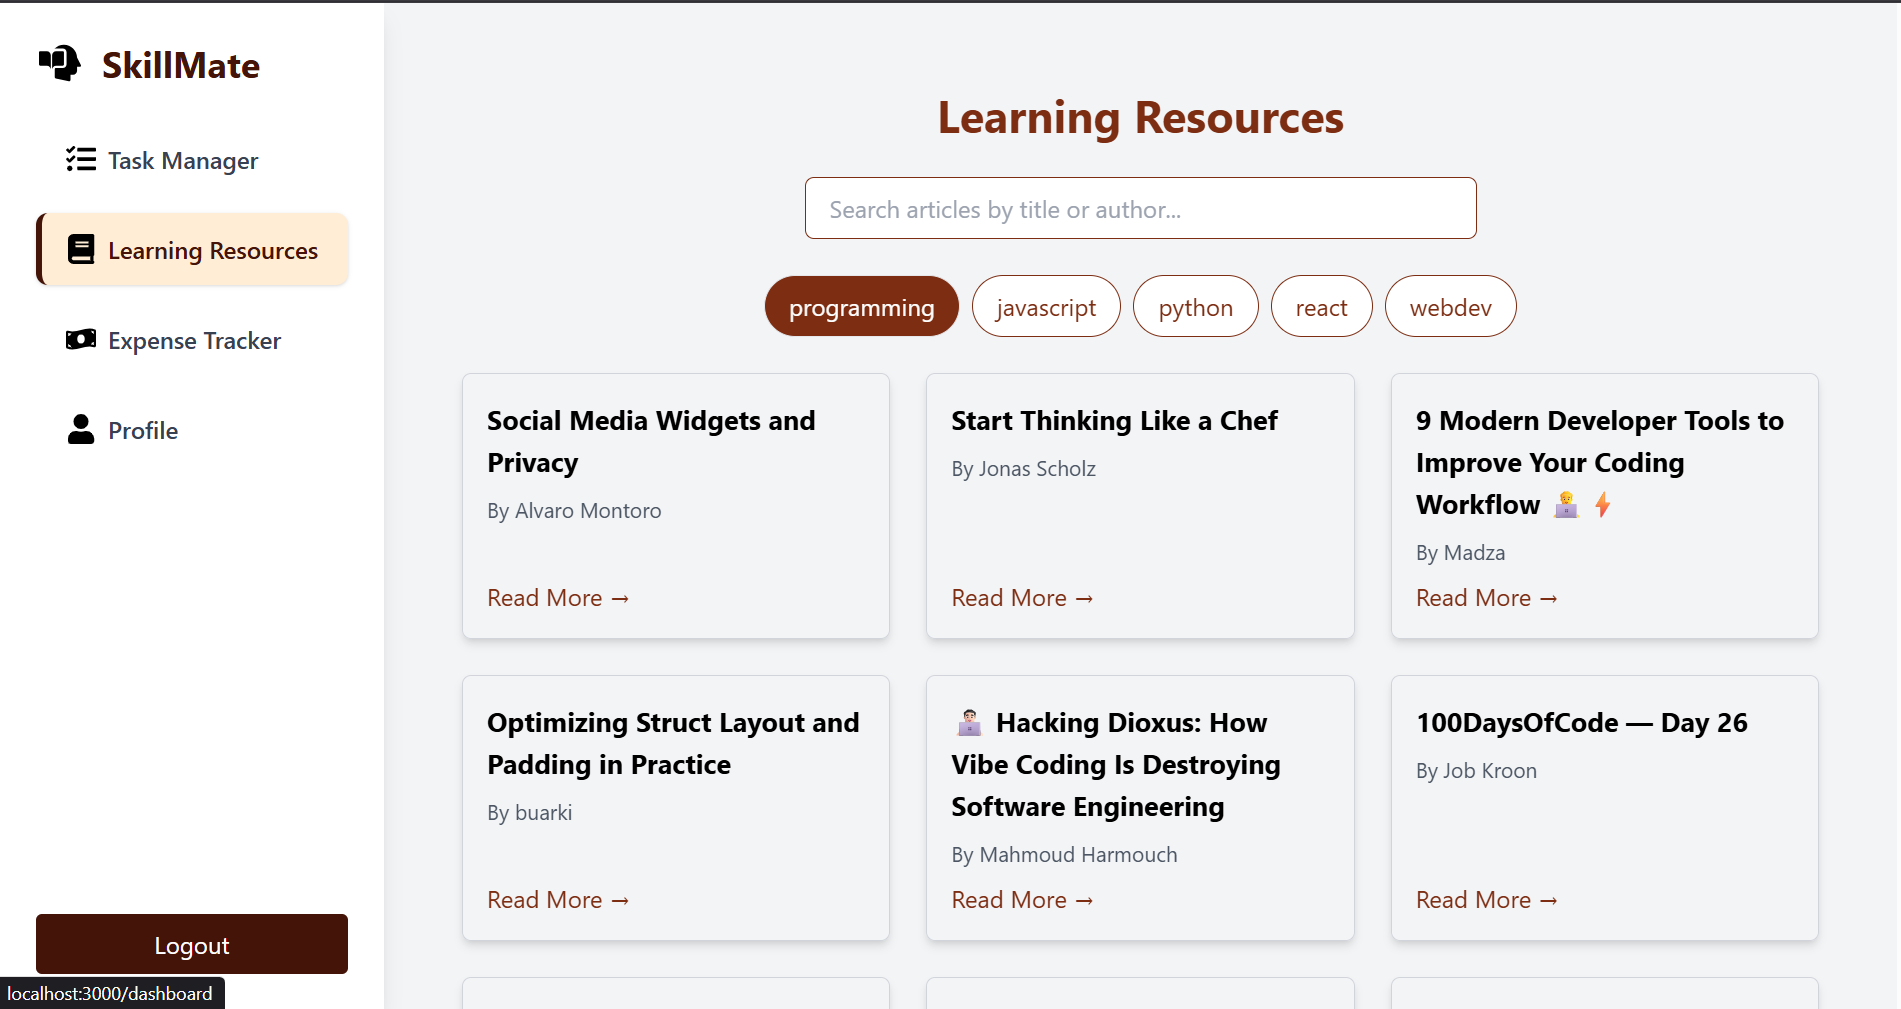 SkillMate
Task Manager
Learning Resources
Expense Tracker
Profile
Logout
localhost:3000/dashboard
Learning Resources
Search articles by title or author...
programming
javascript
python
react
webdev
Social Media Widgets and
Privacy
By Alvaro Montoro
Read More →
Start Thinking Like a Chef
By Jonas Scholz
Read More →
9 Modern Developer Tools to
Improve Your Coding
Workflow 🧑‍💻 ⚡
By Madza
Read More →
Optimizing Struct Layout and
Padding in Practice
By buarki
Read More →
👨🏻‍💻 Hacking Dioxus: How
Vibe Coding Is Destroying
Software Engineering
By Mahmoud Harmouch
Read More →
100DaysOfCode — Day 26
By Job Kroon
Read More →